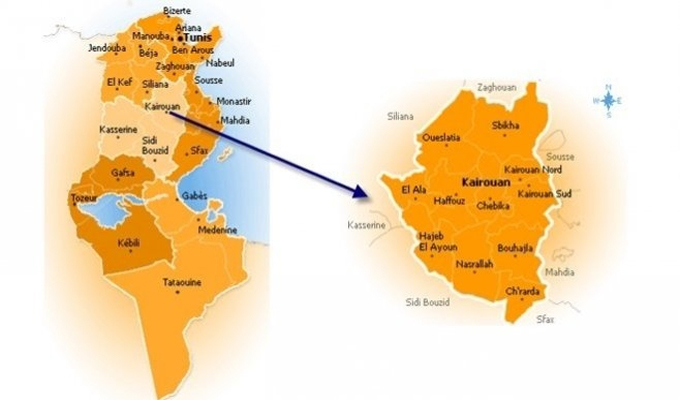 Bizerte
Ariana
Manouba
Tunis
Jendouba
Béja
Ben Arous
Nabeul
Zaghouan
El Kef
Siliana
Sousse
Kairouan
Monastir
Mahdia
Kasserine
Sidi
Bouzid
Sfax
Gafsa
Tozeur
Gabès
Medenine
Kébili
Tataouine
Zaghouan
N
W
E
S
Siliana
Sbikha
Oueslatia
Sousse
Kairouan Nord
Kairouan
El Ala
Kairouan Sud
Haffouz
Chebika
Kasserine
Hajeb
El Ayoun
Bouhajla
Nasrallah
Mahdia
Ch'rarda
Sidi Bouzid
Sfax